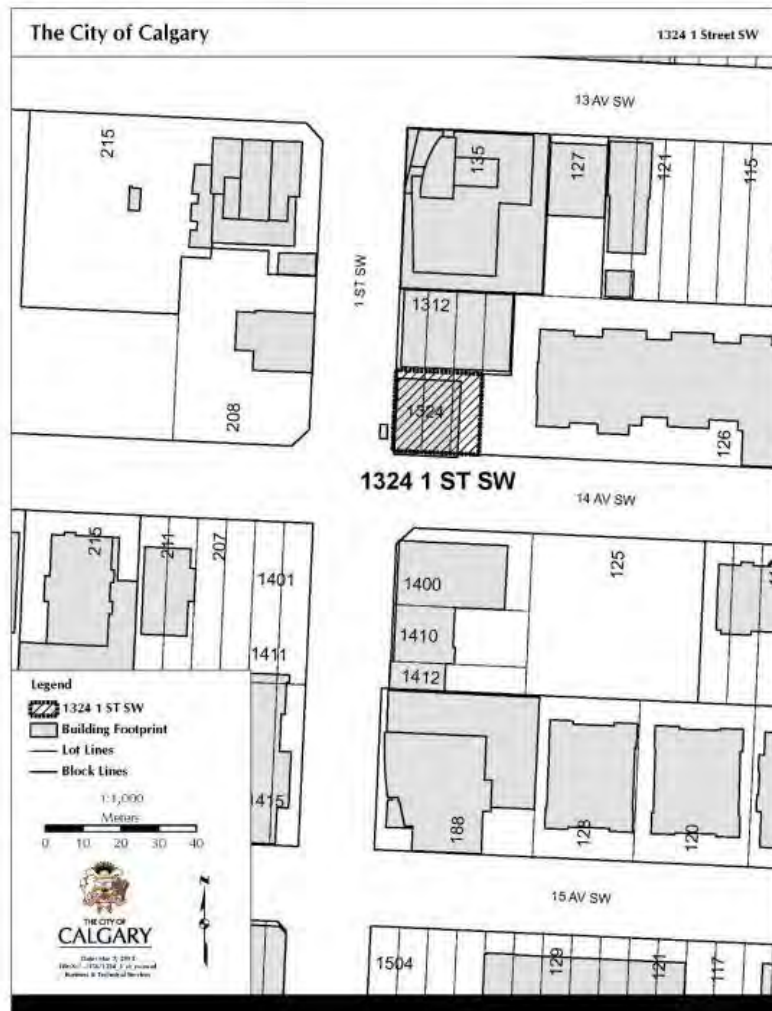 The City of Calgary
1324 1 Street SW
13 AV SW
215
135
127
121
115
1 ST SW
1312
1324
208
126
1324 1 ST SW
14 AV SW
215
211
207
1401
125
1400
1410
1411
1412
Legend
1324 1 ST SW
Building Footprint
Lot Lines
Block Lines
1:1,000
Meters
0 10 20 30 40
1415
188
128
120
THE CITY OF
CALGARY
Z
15 AV SW
1504
129
121
117
Business & Technical Services